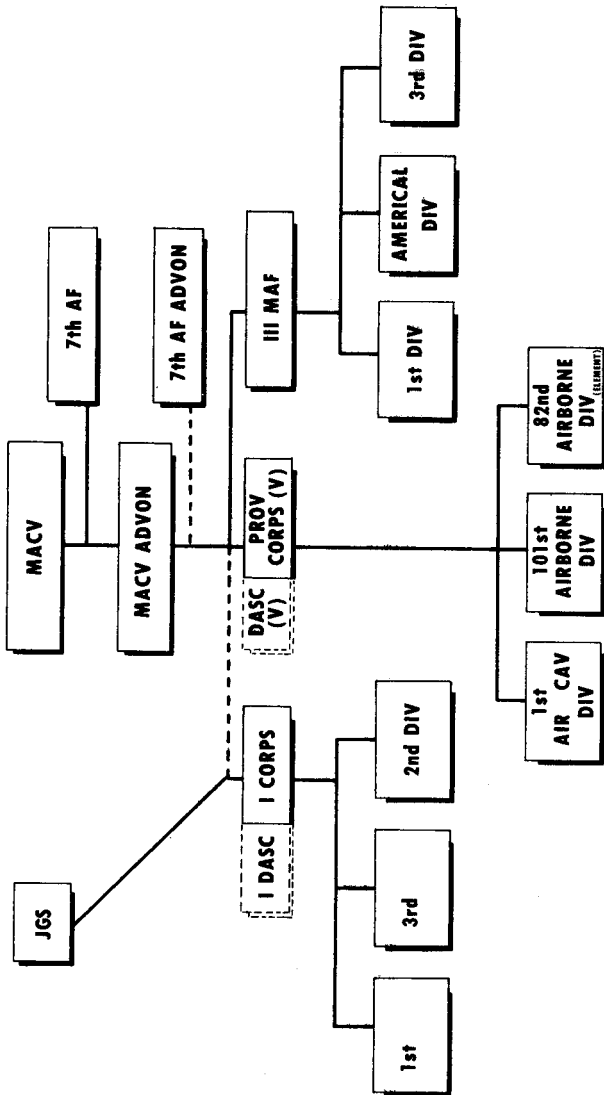 JGS
MACV
7th AF
MACV ADVON
7th AF ADVON
I DASC
I CORPS
DASC
(V)
PROV
CORPS (V)
III MAF
1st
3rd
2nd DIV
1st DIV
AMERICAL
DIV
3rd DIV
1st
AIR CAV
DIV
101st
AIRBORNE
DIV
82nd
AIRBORNE
DIV (ELEMENT)